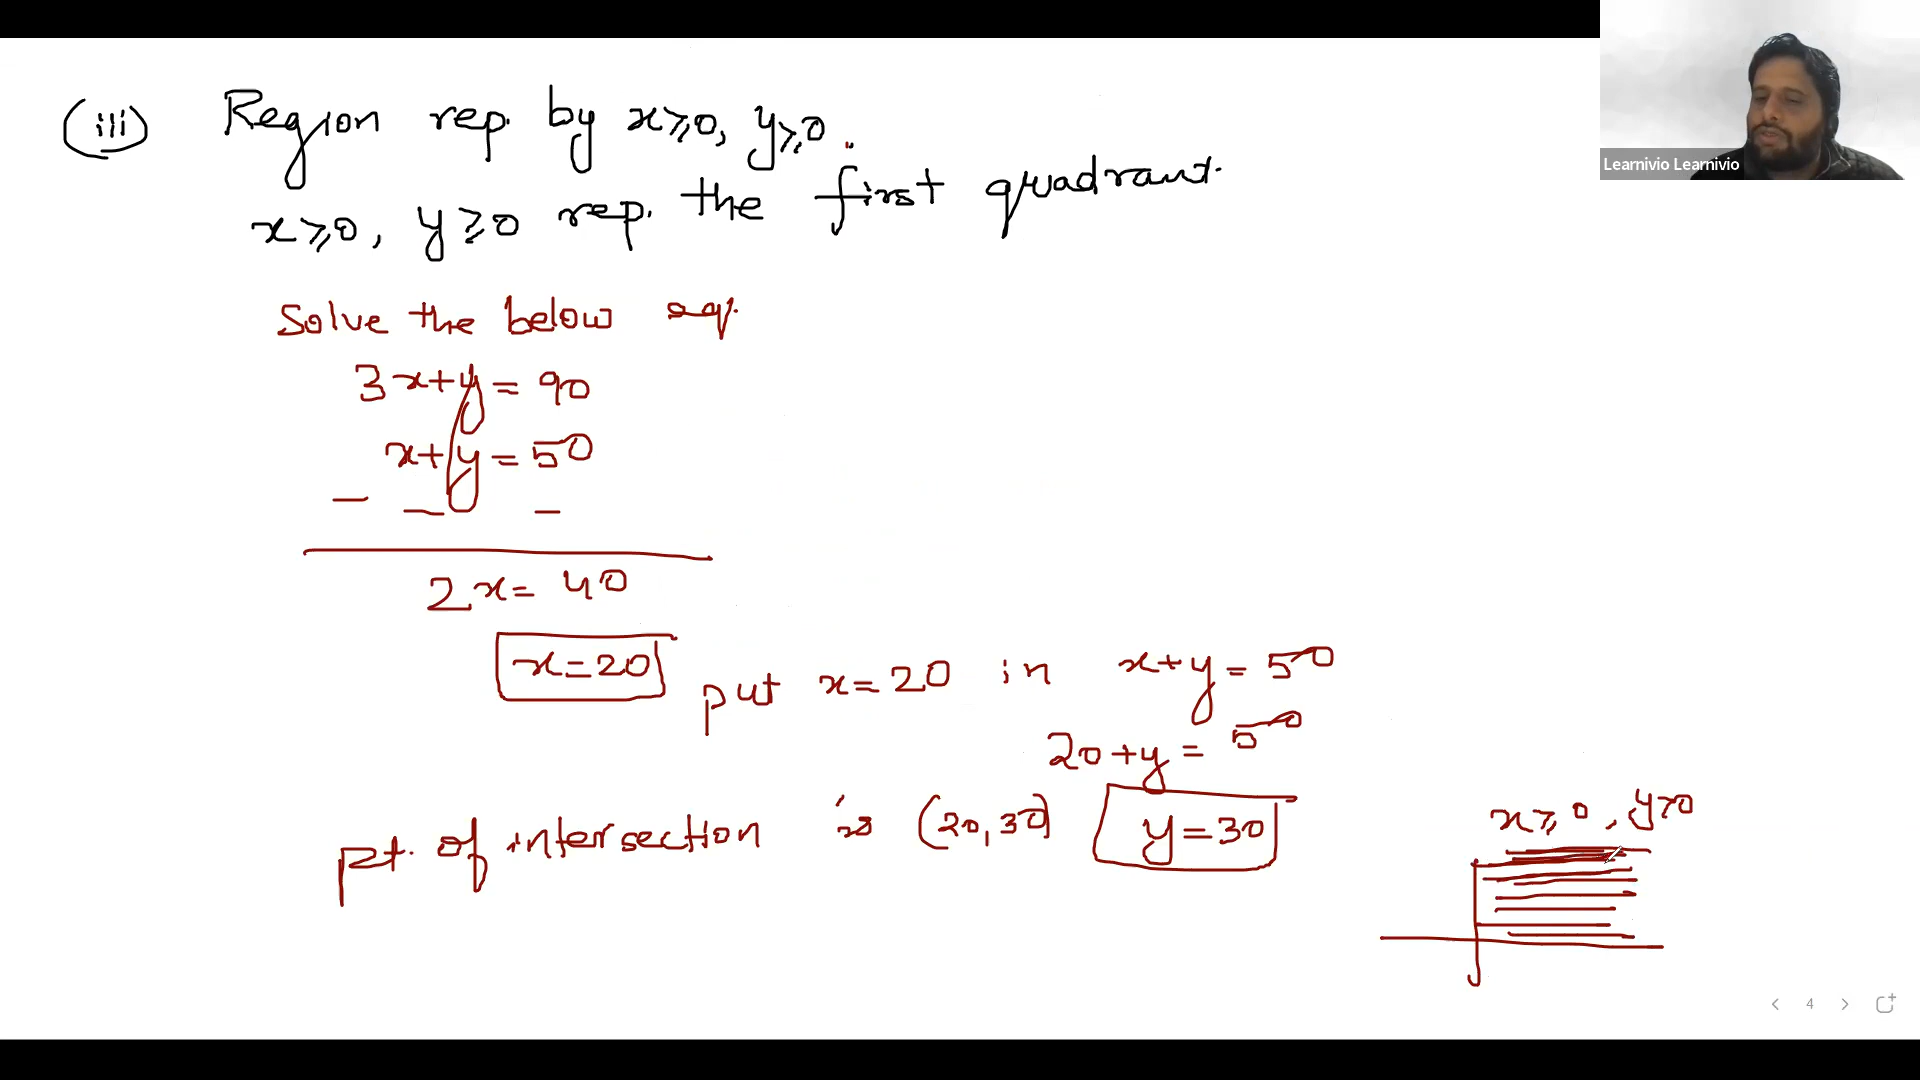 (iii) Region rep. by x⩾0, y⩾0.
x⩾0, y⩾0 rep. the first quadrant.
Solve the below eq.
3x+y = 90
x+y = 50
— — —
2x = 40
x=20
put x=20 in x+y = 50
20+y = 50
y=30
pt. of intersection is (20,30)
x⩾0, y⩾0
Learnivio Learnivio
4